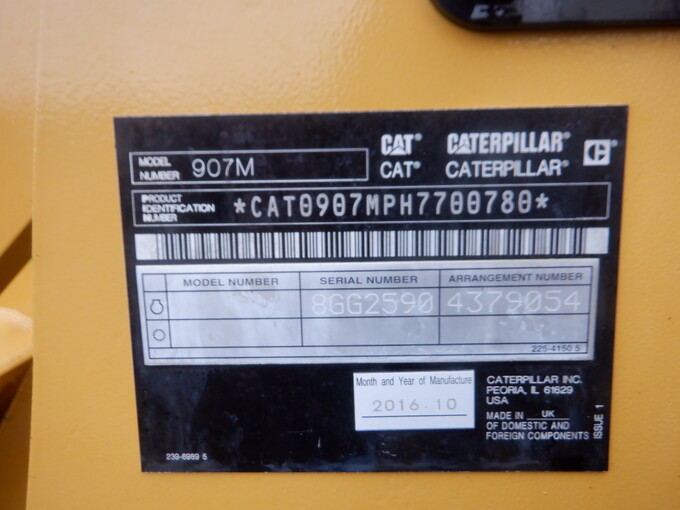 CAT® CATERPILLAR®
CAT® CATERPILLAR®
MODEL NUMBER 907M
PRODUCT IDENTIFICATION NUMBER *CAT0907MPH7700780*
MODEL NUMBER SERIAL NUMBER ARRANGEMENT NUMBER
8GG2590 4379054
225-4150 5
Month and Year of Manufacture
2016.10
CATERPILLAR INC.
PEORIA, IL 61629
USA
MADE IN UK
OF DOMESTIC AND
FOREIGN COMPONENTS
ISSUE 1
239-8989 5